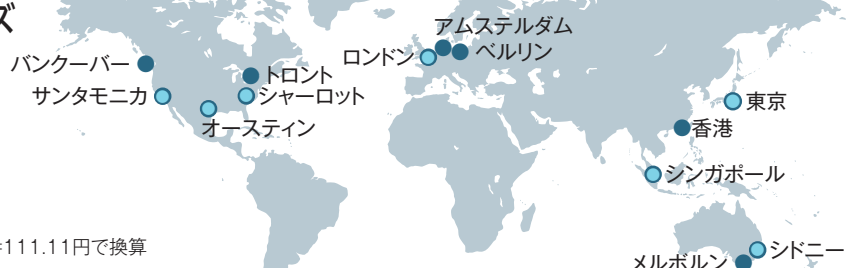 ズ
アムステルダム
ロンドン
ベルリン
バンクーバー
トロント
サンタモニカ
シャーロット
オースティン
東京
香港
シンガポール
=111.11円で換算
シドニー
メルボルン